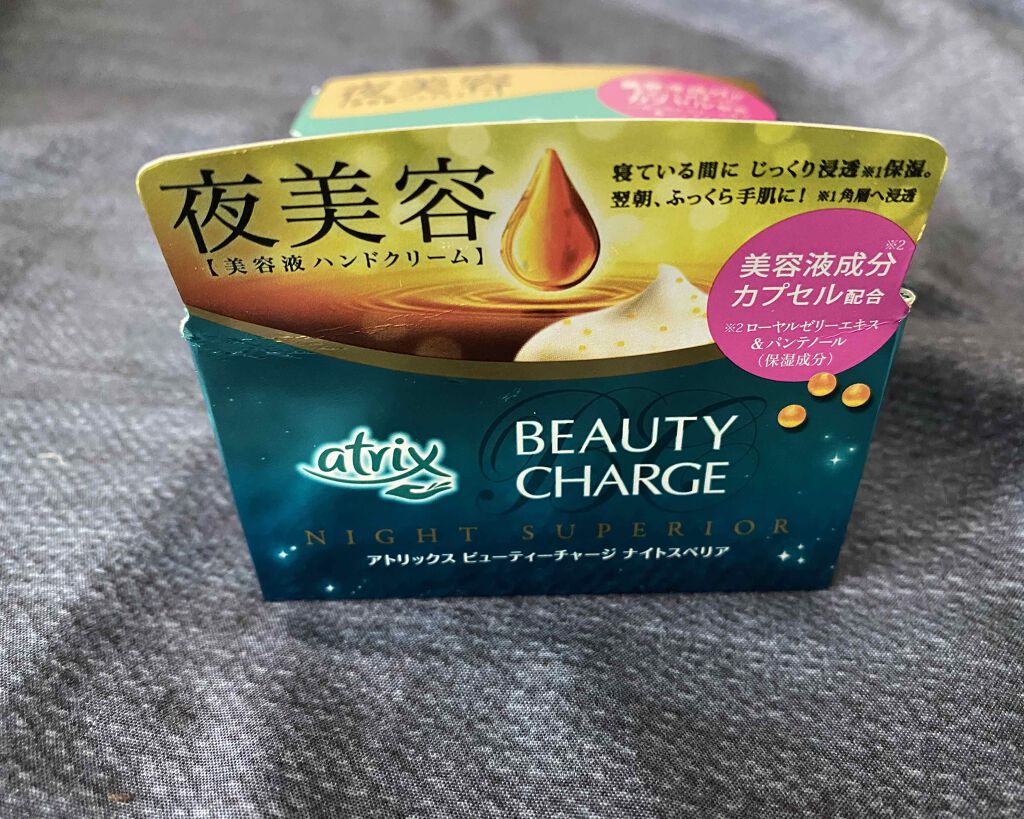 夜美容
夜美容
【美容液 ハンドクリーム】
寝ている間に じっくり浸透※1保湿。
翌朝、ふっくら手肌に! ※1角層へ浸透
美容液成分※2
カプセル配合
※2 ローヤルゼリーエキス
& パンテノール
(保湿成分)
atrix
BEAUTY
CHARGE
NIGHT SUPERIOR
アトリックス ビューティーチャージ ナイトスペリア